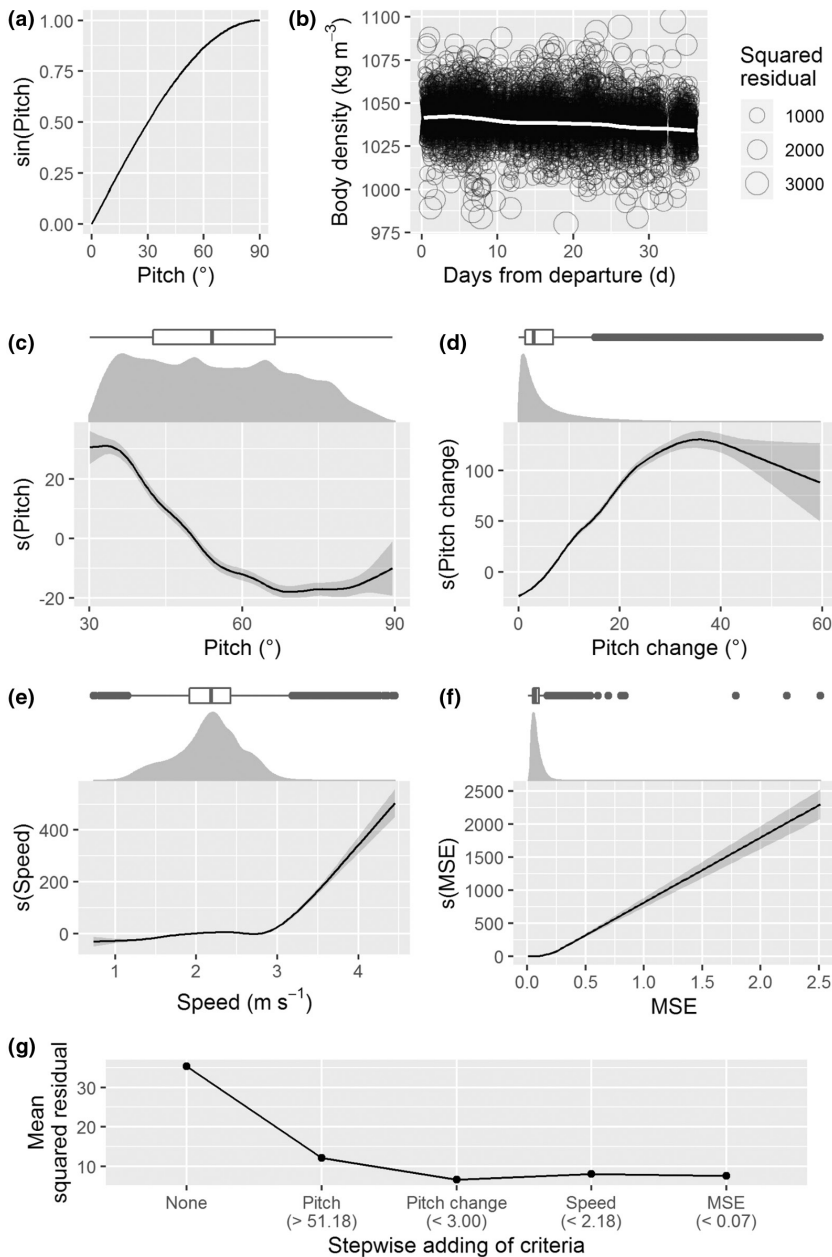 (a)
1.00
0.75
0.50
0.25
0.00
sin(Pitch)
0 30 60 90
Pitch (°)
(b)
1100
1075
1050
1025
1000
975
Body density (kg m⁻³)
0 10 20 30
Days from departure (d)
Squared
residual
1000
2000
3000
(c)
20
0
-20
s(Pitch)
30 60 90
Pitch (°)
(d)
100
50
0
s(Pitch change)
0 20 40 60
Pitch change (°)
(e)
400
200
0
s(Speed)
1 2 3 4
Speed (m s⁻¹)
(f)
2500
2000
1500
1000
500
0
s(MSE)
0.0 0.5 1.0 1.5 2.0 2.5
MSE
(g)
30
20
10
Mean
squared residual
None Pitch Pitch change Speed MSE
(> 51.18) (< 3.00) (< 2.18) (< 0.07)
Stepwise adding of criteria